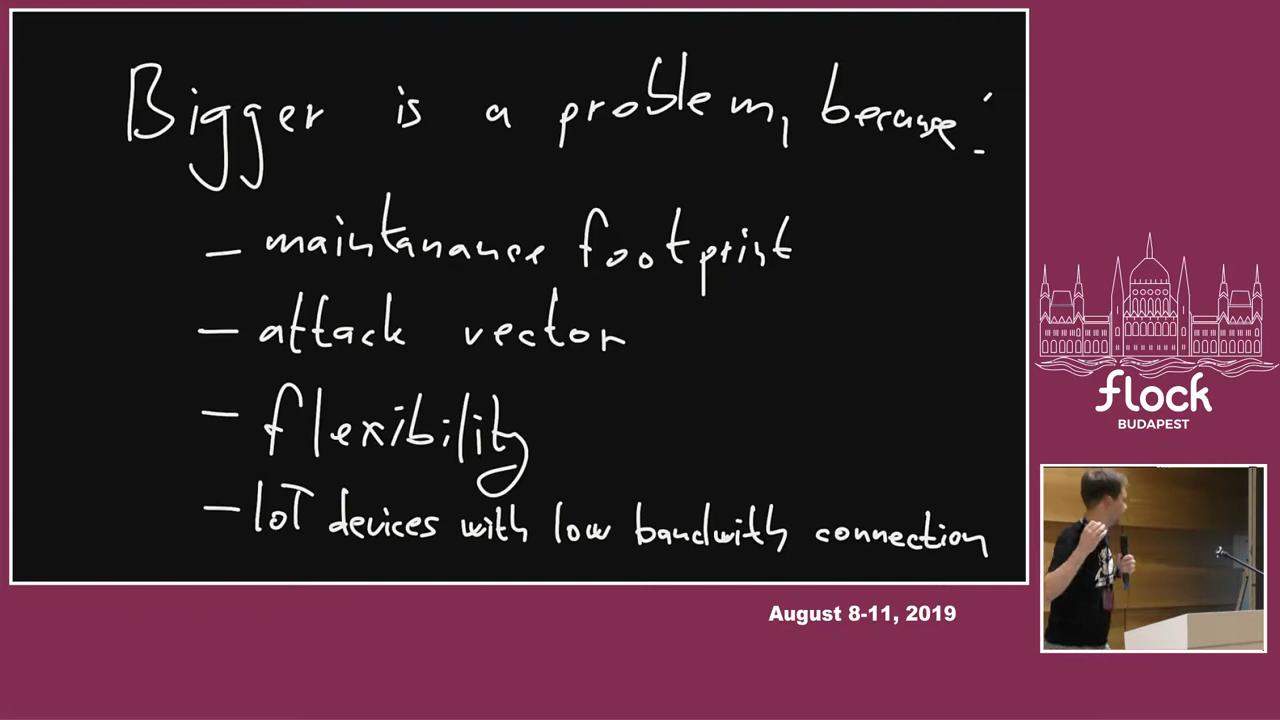 Bigger is a problem, because:
- maintanance footprint
- attack vector
- flexibility
- IoT devices with low bandwith connection
flock
BUDAPEST
August 8-11, 2019